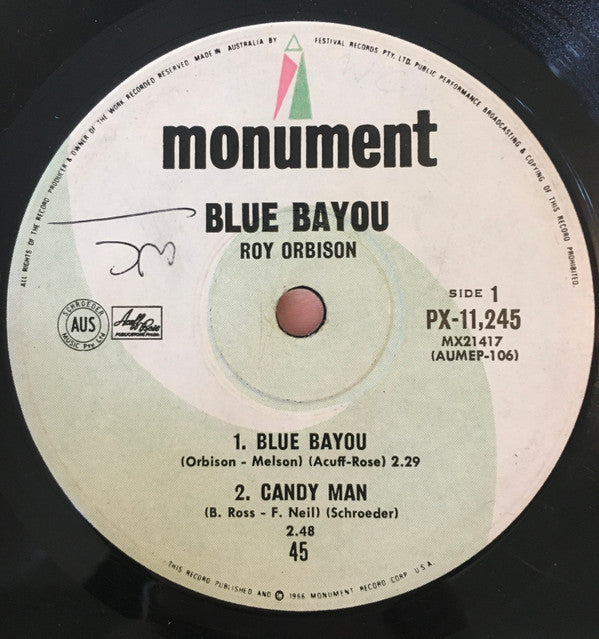 ALL RIGHTS OF THE RECORD PRODUCER & OWNER OF THE WORK RECORDED RESERVED. MADE IN AUSTRALIA BY FESTIVAL RECORDS PTY. LTD. PUBLIC PERFORMANCE BROADCASTING & COPYING OF THIS RECORD PROHIBITED.
monument
BLUE BAYOU
ROY ORBISON
SCHROEDER
AUS
MUSIC Pty Ltd
Acuff-Rose
SIDE 1
PX-11,245
MX21417
(AUMEP-106)
1. BLUE BAYOU
(Orbison - Melson) (Acuff-Rose) 2.29
2. CANDY MAN
(B. Ross - F. Neil) (Schroeder)
2.48
45
THIS RECORD PUBLISHED AND Ⓟ 1966 MONUMENT RECORD CORP. U.S.A.